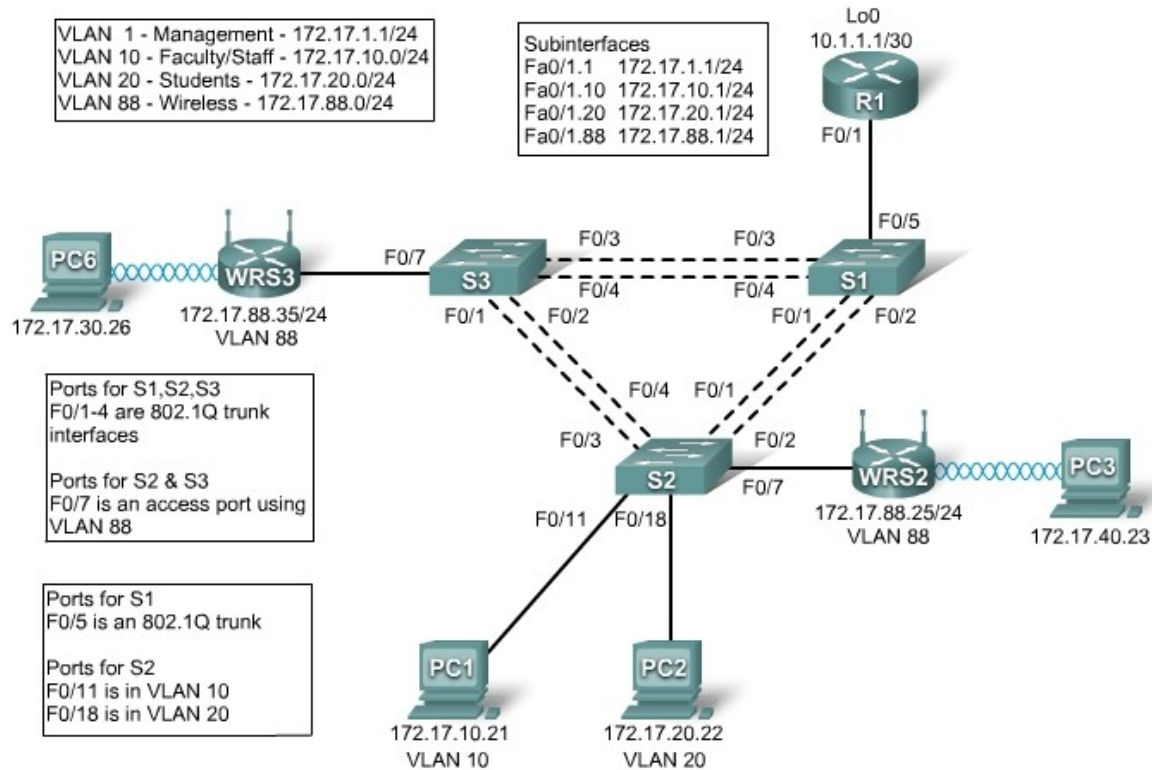 VLAN 1 - Management - 172.17.1.1/24
VLAN 10 - Faculty/Staff - 172.17.10.0/24
VLAN 20 - Students - 172.17.20.0/24
VLAN 88 - Wireless - 172.17.88.0/24
Subinterfaces
Fa0/1.1 172.17.1.1/24
Fa0/1.10 172.17.10.1/24
Fa0/1.20 172.17.20.1/24
Fa0/1.88 172.17.88.1/24
Lo0
10.1.1.1/30
R1
F0/1
F0/5
PC6
172.17.30.26
WRS3
172.17.88.35/24
VLAN 88
F0/7
S3
F0/3
F0/3
F0/4
F0/4
F0/1
F0/2
S1
F0/1
F0/2
Ports for S1,S2,S3
F0/1-4 are 802.1Q trunk
interfaces
Ports for S2 & S3
F0/7 is an access port using
VLAN 88
F0/4
F0/1
F0/3
F0/2
S2
F0/7
F0/11
F0/18
WRS2
172.17.88.25/24
VLAN 88
PC3
172.17.40.23
Ports for S1
F0/5 is an 802.1Q trunk
Ports for S2
F0/11 is in VLAN 10
F0/18 is in VLAN 20
PC1
172.17.10.21
VLAN 10
PC2
172.17.20.22
VLAN 20